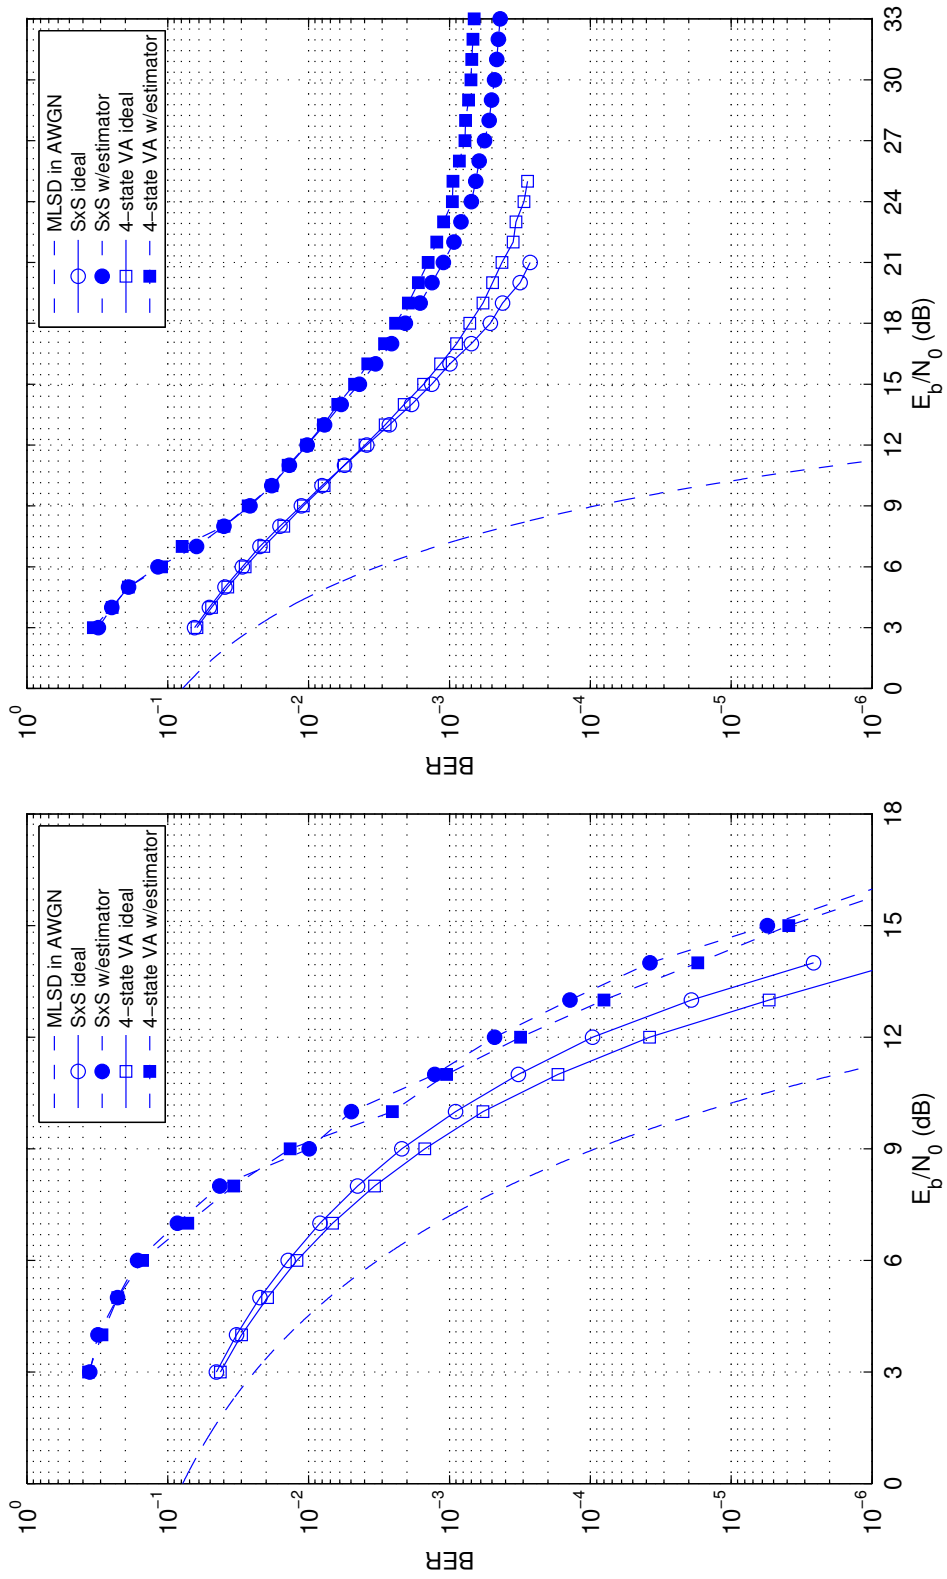 10^0
10^-1
10^-2
10^-3
10^-4
10^-5
10^-6
BER
0
3
6
9
12
15
18
E_b/N_0 (dB)
MLSD in AWGN
SxS ideal
SxS w/estimator
4−state VA ideal
4−state VA w/estimator
10^0
10^-1
10^-2
10^-3
10^-4
10^-5
10^-6
BER
0
3
6
9
12
15
18
21
24
27
30
33
E_b/N_0 (dB)
MLSD in AWGN
SxS ideal
SxS w/estimator
4−state VA ideal
4−state VA w/estimator